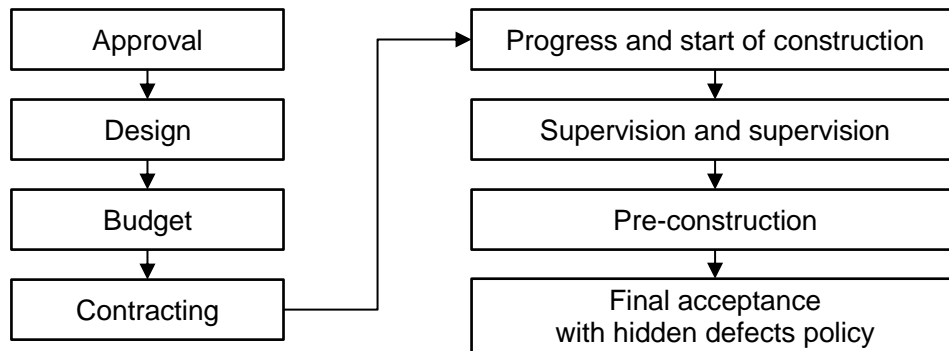 Approval
Design
Budget
Contracting
Progress and start of construction
Supervision and supervision
Pre-construction
Final acceptance
with hidden defects policy